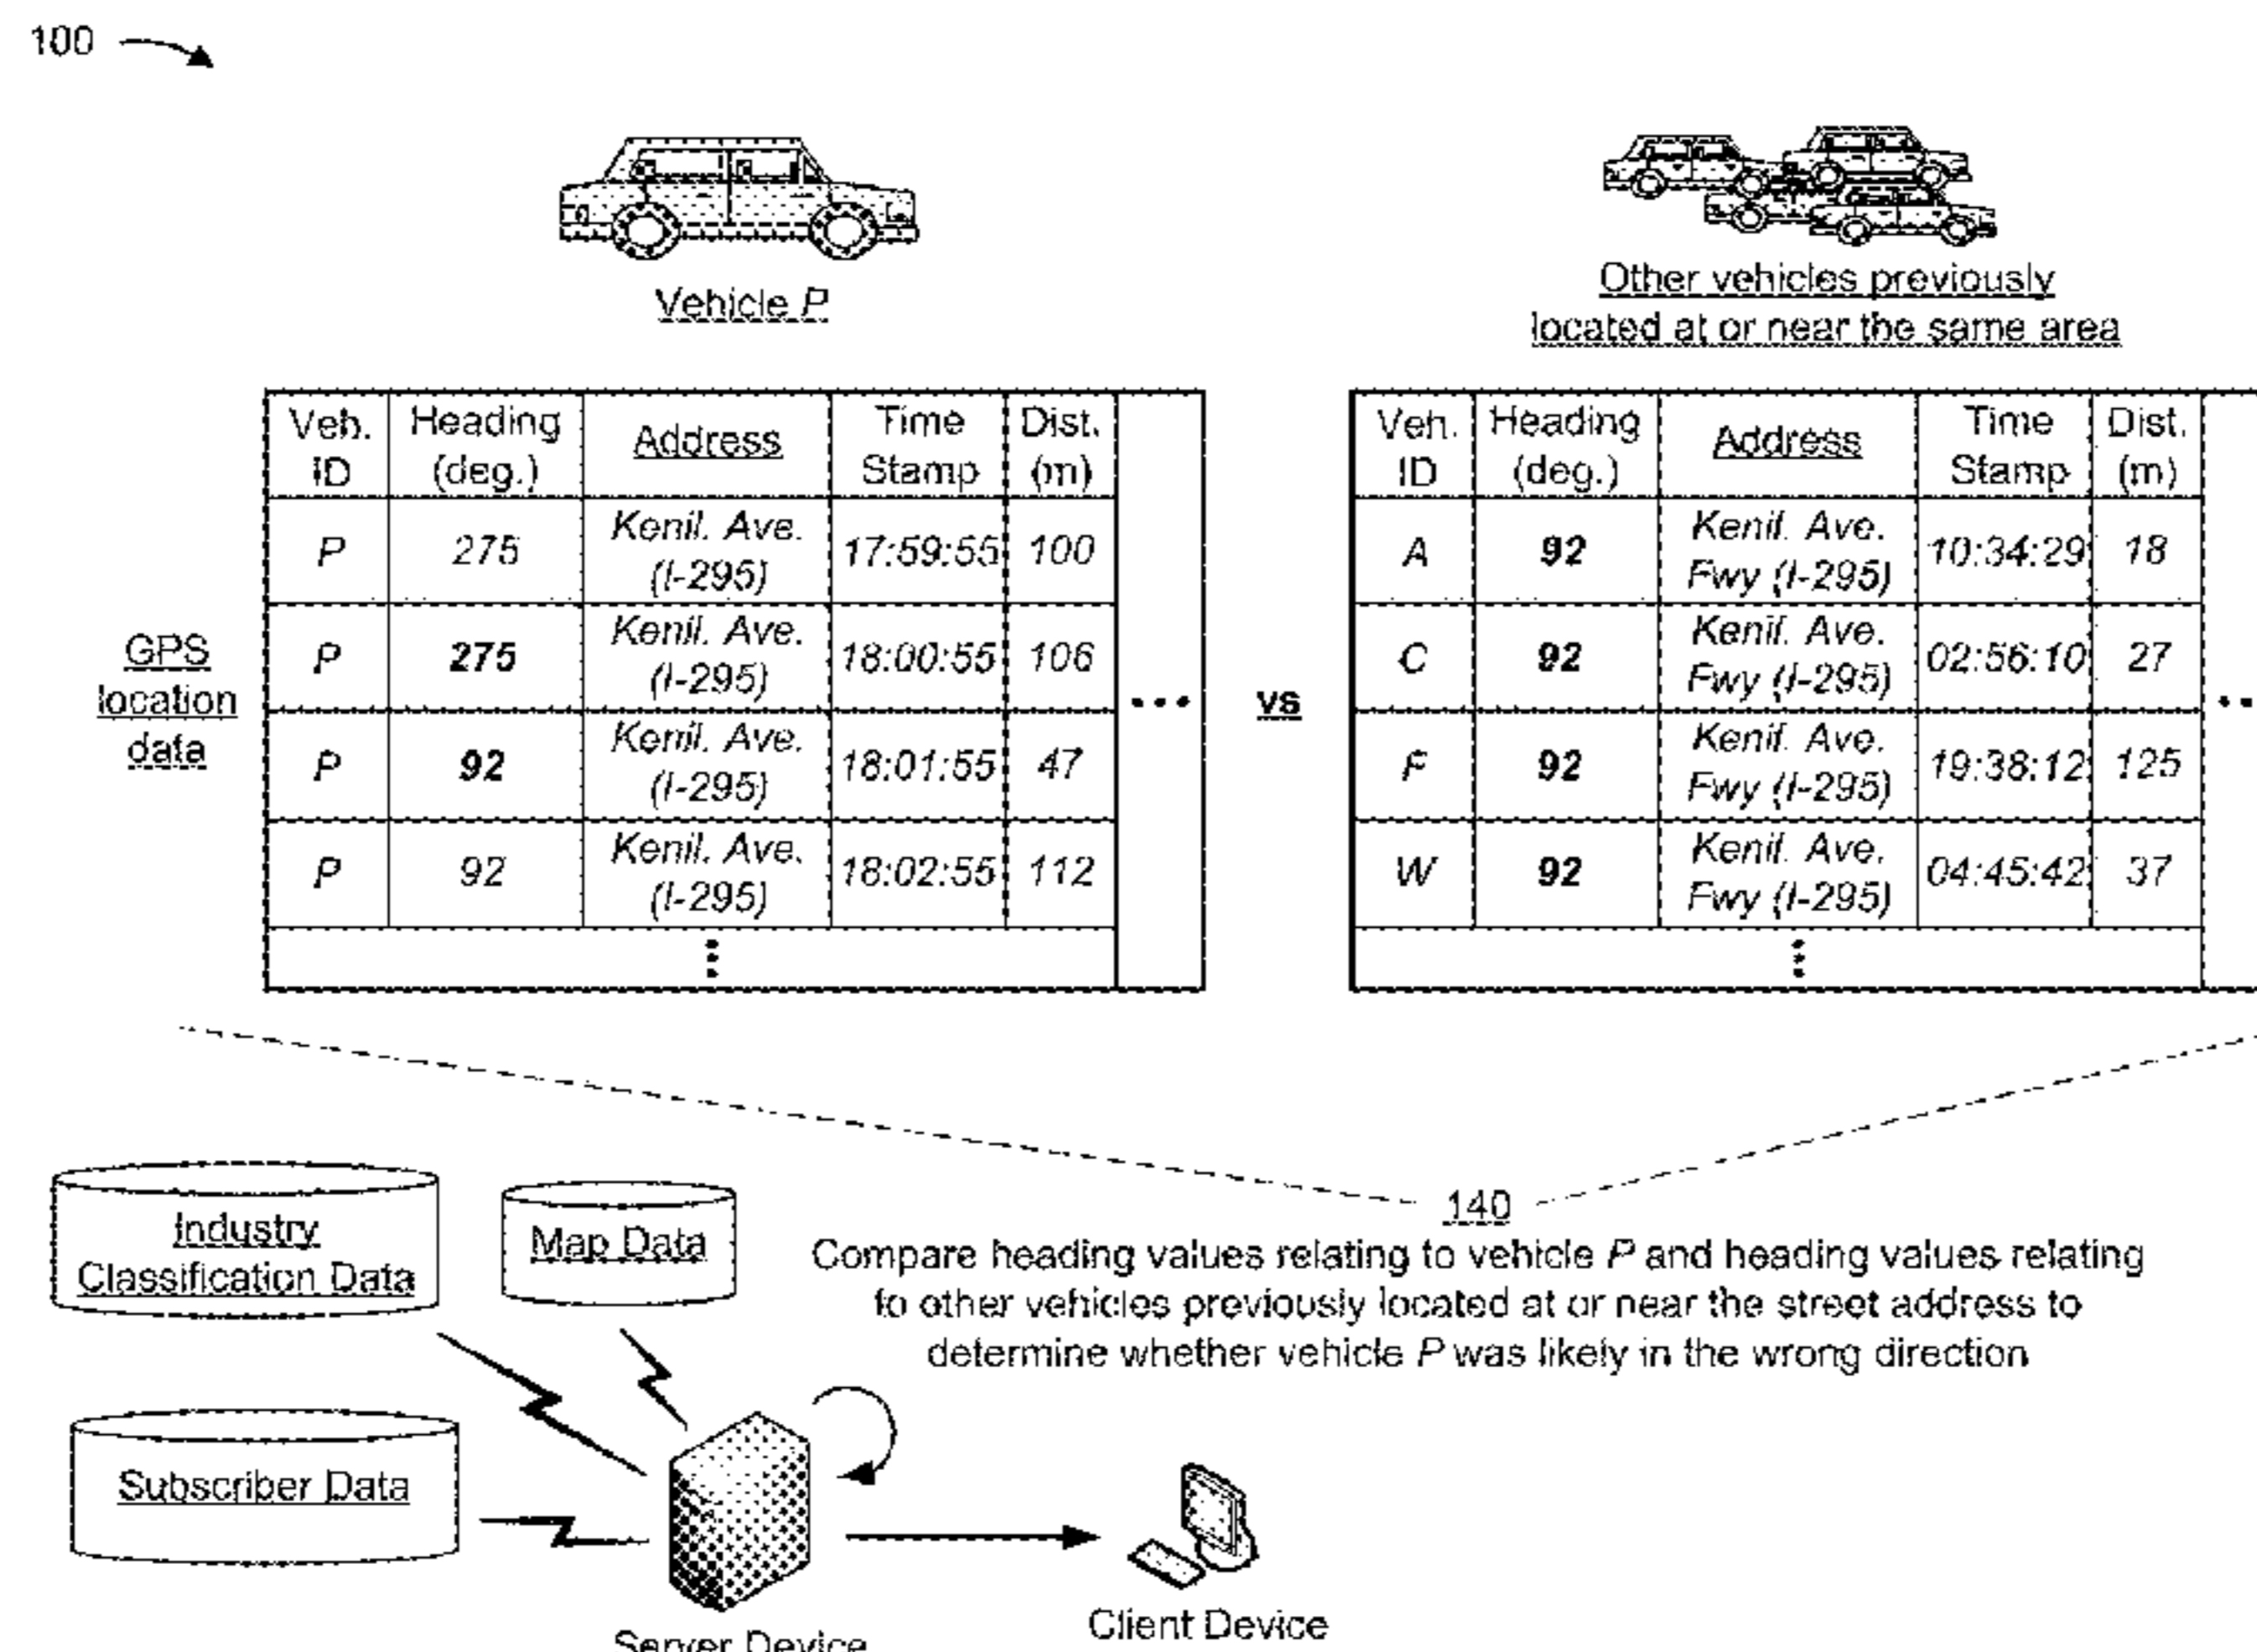 100
Vehicle P
Other vehicles previously
located at or near the same area
GPS
location
data
Veh. ID Heading (deg.) Address Time Stamp Dist. (m)
P 275 Kenil. Ave. (I-295) 17:59:55 100
P 275 Kenil. Ave. (I-295) 18:00:55 106
P 92 Kenil. Ave. (I-295) 18:01:55 47
P 92 Kenil. Ave. (I-295) 18:02:55 112
vs
Veh. ID Heading (deg.) Address Time Stamp Dist. (m)
A 92 Kenil. Ave. Fwy (I-295) 10:34:29 18
C 92 Kenil. Ave. Fwy (I-295) 02:56:10 27
F 92 Kenil. Ave. Fwy (I-295) 19:38:12 125
W 92 Kenil. Ave. Fwy (I-295) 04:45:42 37
140
Compare heading values relating to vehicle P and heading values relating
to other vehicles previously located at or near the street address to
determine whether vehicle P was likely in the wrong direction
Industry
Classification Data
Map Data
Subscriber Data
Server Device
Client Device